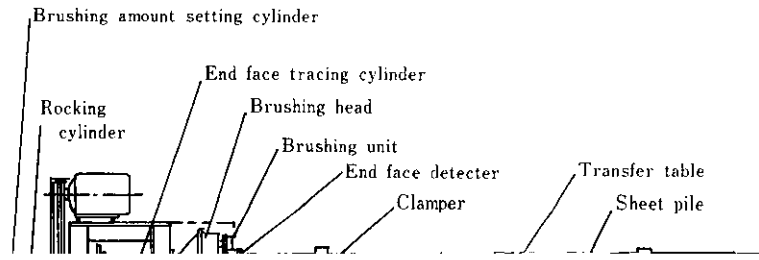 Brushing amount setting cylinder
End face tracing cylinder
Brushing head
Rocking
cylinder
Brushing unit
End face detecter
Transfer table
Clamper
Sheet pile